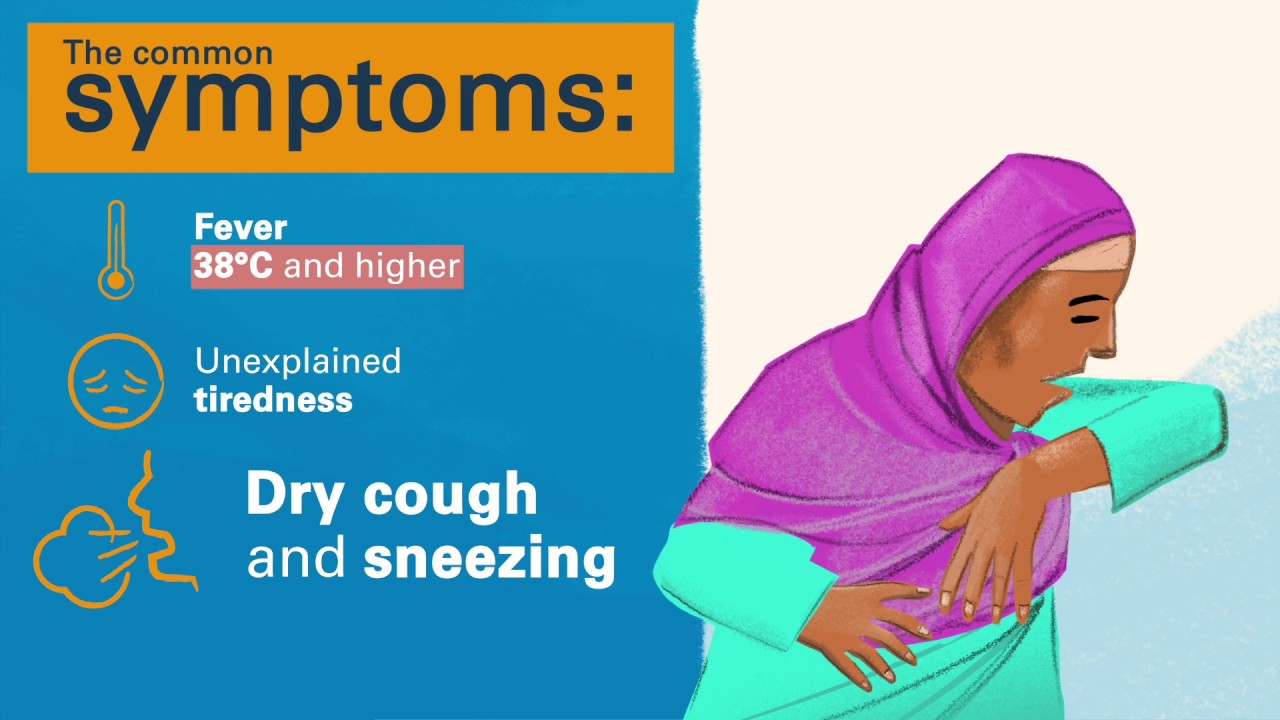 The common
symptoms:
Fever
38°C and higher
Unexplained
tiredness
Dry cough
and sneezing